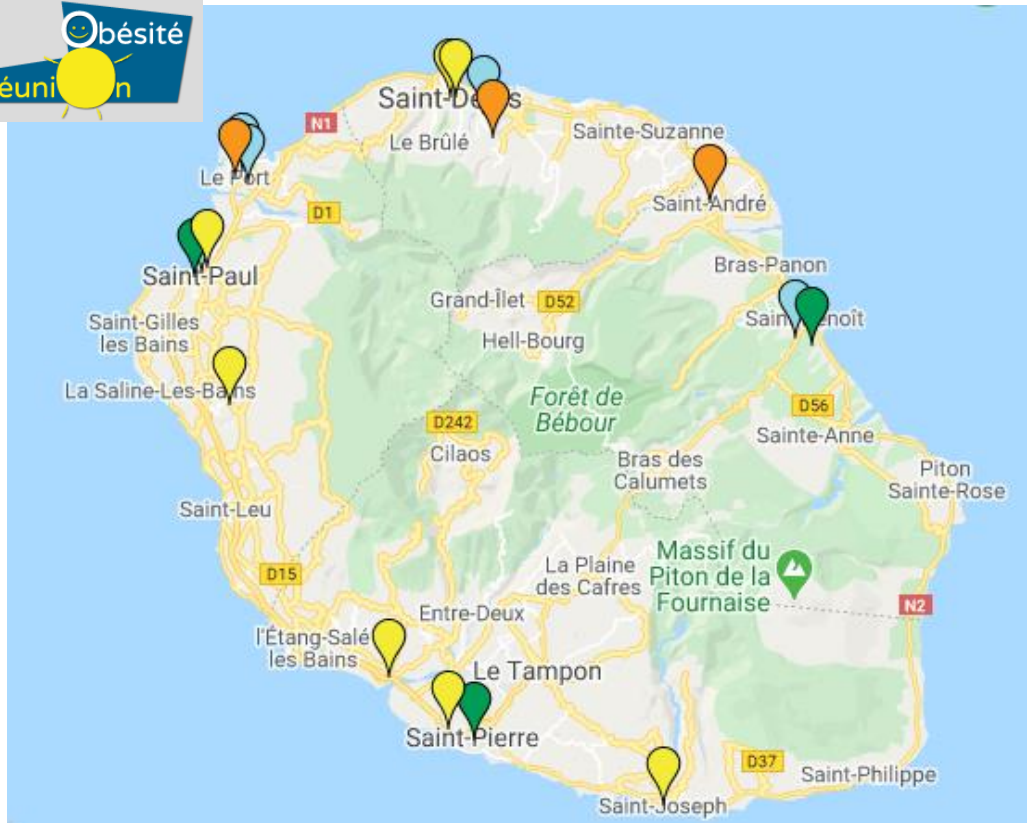 Obésité
éuni n
Saint-Denis
Sainte-Suzanne
N1
Le Brûlé
Le Port
Saint-André
D1
Bras-Panon
Saint-Paul
Grand-Îlet
D52
Saint-Benoît
Saint-Gilles
les Bains
Hell-Bourg
La Saline-Les-Bains
Forêt de
Bébour
D56
D242
Sainte-Anne
Cilaos
Bras des
Calumets
Piton
Sainte-Rose
Saint-Leu
Massif du
Piton de la
Fournaise
La Plaine
des Cafres
D15
N2
Entre-Deux
l'Étang-Salé
les Bains
Le Tampon
Saint-Pierre
D37
Saint-Philippe
Saint-Joseph